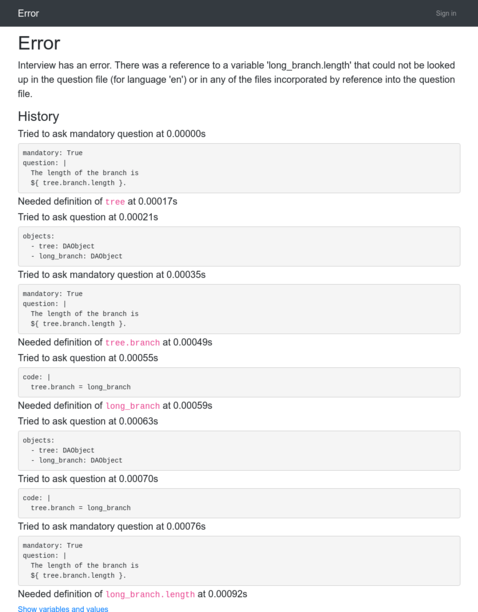 Error
Sign in
Error
Interview has an error. There was a reference to a variable 'long_branch.length' that could not be looked
up in the question file (for language 'en') or in any of the files incorporated by reference into the question
file.
History
Tried to ask mandatory question at 0.00000s
mandatory: True
question: |
  The length of the branch is
  ${ tree.branch.length }.
Needed definition of tree at 0.00017s
Tried to ask question at 0.00021s
objects:
  - tree: DAObject
  - long_branch: DAObject
Tried to ask mandatory question at 0.00035s
mandatory: True
question: |
  The length of the branch is
  ${ tree.branch.length }.
Needed definition of tree.branch at 0.00049s
Tried to ask question at 0.00055s
code: |
  tree.branch = long_branch
Needed definition of long_branch at 0.00059s
Tried to ask question at 0.00063s
objects:
  - tree: DAObject
  - long_branch: DAObject
Tried to ask question at 0.00070s
code: |
  tree.branch = long_branch
Tried to ask mandatory question at 0.00076s
mandatory: True
question: |
  The length of the branch is
  ${ tree.branch.length }.
Needed definition of long_branch.length at 0.00092s
Show variables and values